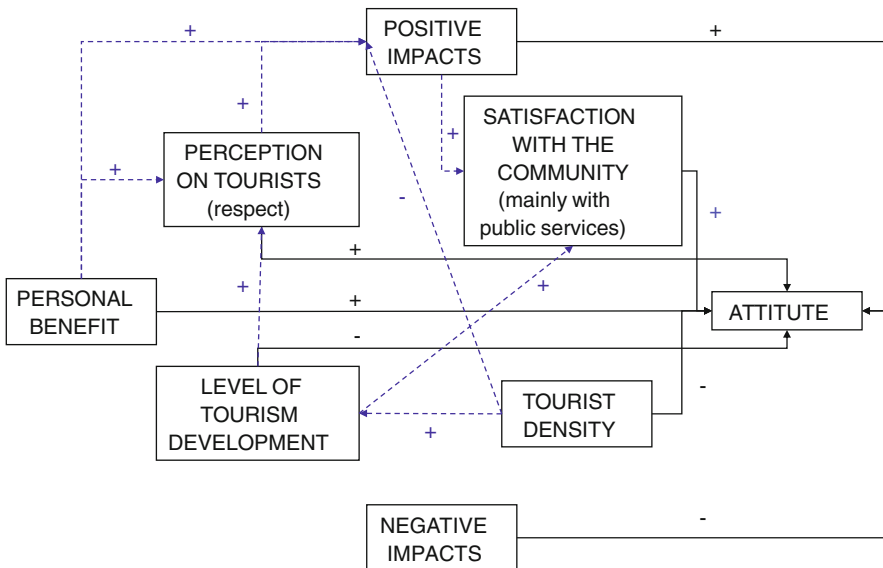 POSITIVE
IMPACTS
+
+
+
SATISFACTION
WITH THE
COMMUNITY
(mainly with
public services)
+
PERCEPTION
ON TOURISTS
(respect)
+
-
+
+
PERSONAL
BENEFIT
+
+
+
ATTITUTE
-
LEVEL OF
TOURISM
DEVELOPMENT
+
TOURIST
DENSITY
-
NEGATIVE
IMPACTS
-